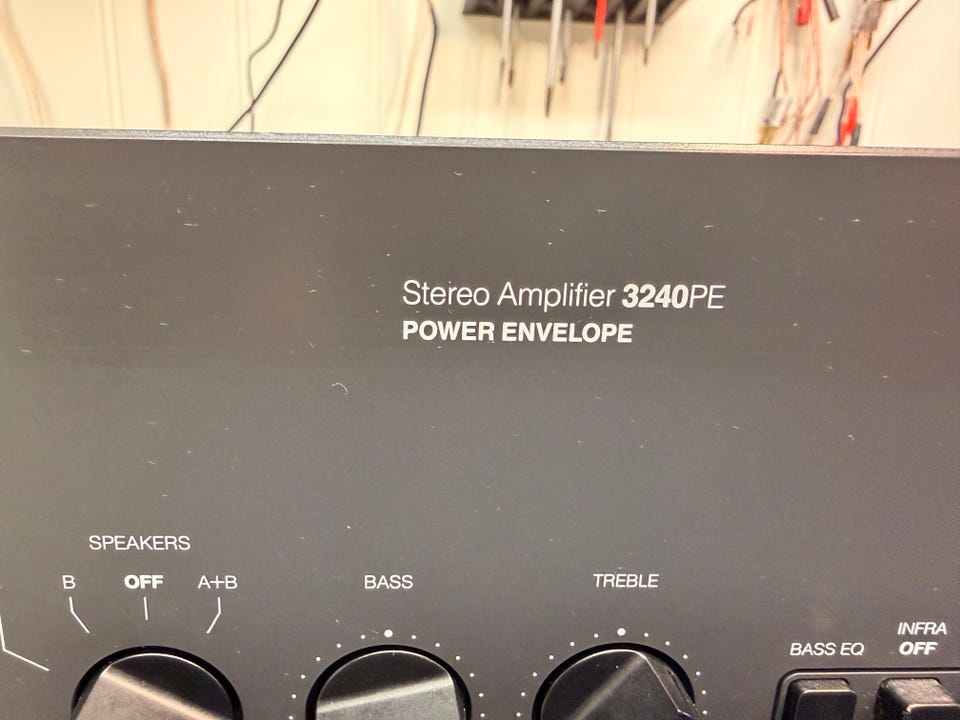 Stereo Amplifier 3240PE
POWER ENVELOPE
SPEAKERS
B OFF A+B
BASS
TREBLE
BASS EQ
INFRA
OFF